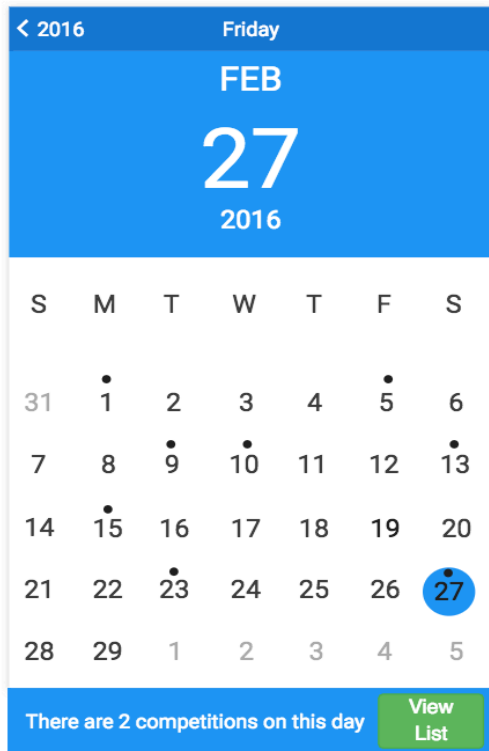 < 2016 Friday
FEB
27
2016
S M T W T F S
31 1 2 3 4 5 6
7 8 9 10 11 12 13
14 15 16 17 18 19 20
21 22 23 24 25 26 27
28 29 1 2 3 4 5
There are 2 competitions on this day
View
List